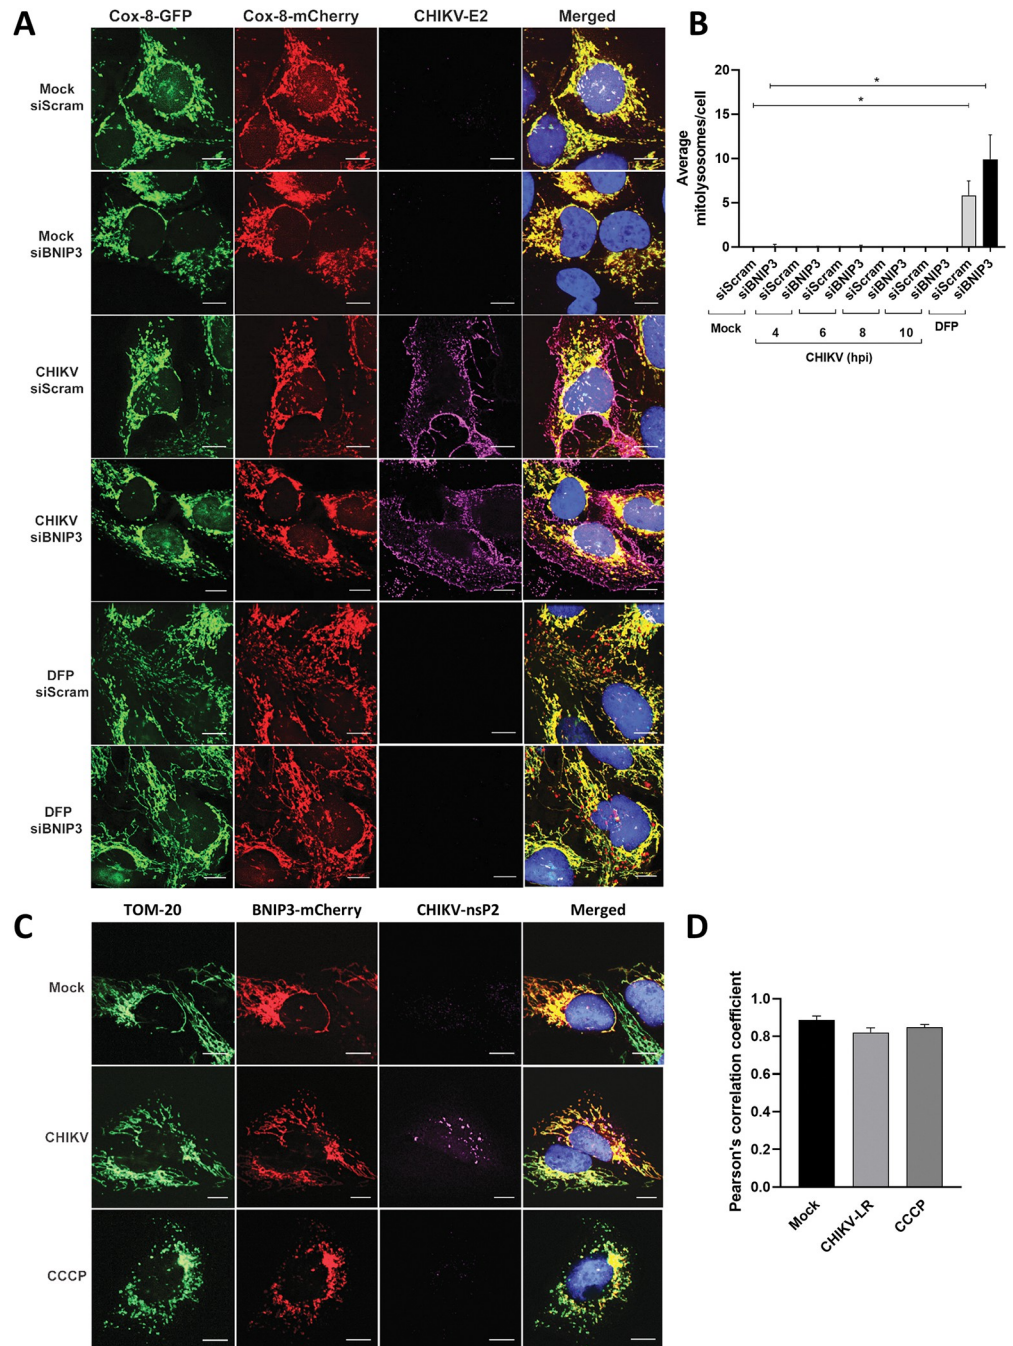 A
Cox-8-GFP Cox-8-mCherry CHIKV-E2 Merged
Mock
siScram
Mock
siBNIP3
CHIKV
siScram
CHIKV
siBNIP3
DFP
siScram
DFP
siBNIP3
B
Average
mitolysosomes/cell
20
15
10
5
0
*
*
siScram siBNIP3 siScram siBNIP3 siScram siBNIP3 siScram siBNIP3 siScram siBNIP3 siScram siBNIP3
Mock 4 6 8 10 DFP
CHIKV (hpi)
C
TOM-20 BNIP3-mCherry CHIKV-nsP2 Merged
Mock
CHIKV
CCCP
D
Pearson's correlation coefficient
1.0
0.8
0.6
0.4
0.2
0.0
Mock CHIKV-LR CCCP